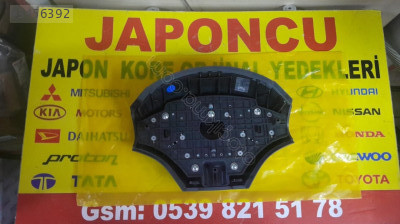 6392
JAPONCU
JAPON KORE ORJİNAL YEDEKLERİ
MITSUBISHI
HYUNDAI
KIA MOTORS
NISSAN
DAIHATSU
HONDA
proton
DAEWOO
TATA
TOYOTA
Gsm: 0539 821 51 78